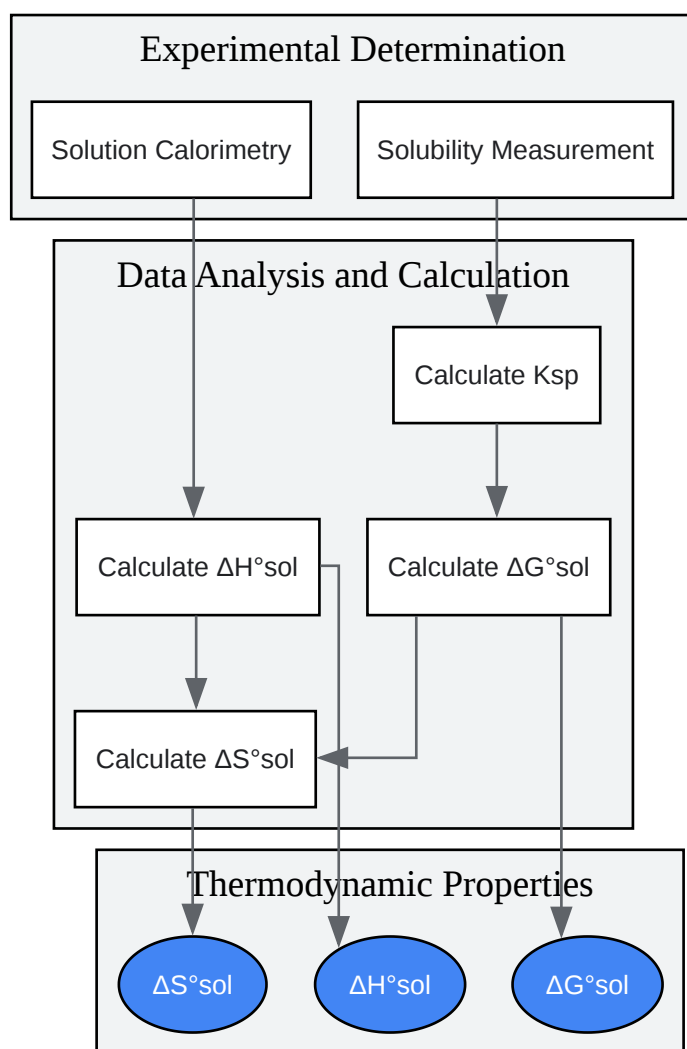 Experimental Determination
Solution Calorimetry
Solubility Measurement
Data Analysis and Calculation
Calculate Ksp
Calculate ΔH°sol
Calculate ΔG°sol
Calculate ΔS°sol
Thermodynamic Properties
ΔS°sol
ΔH°sol
ΔG°sol